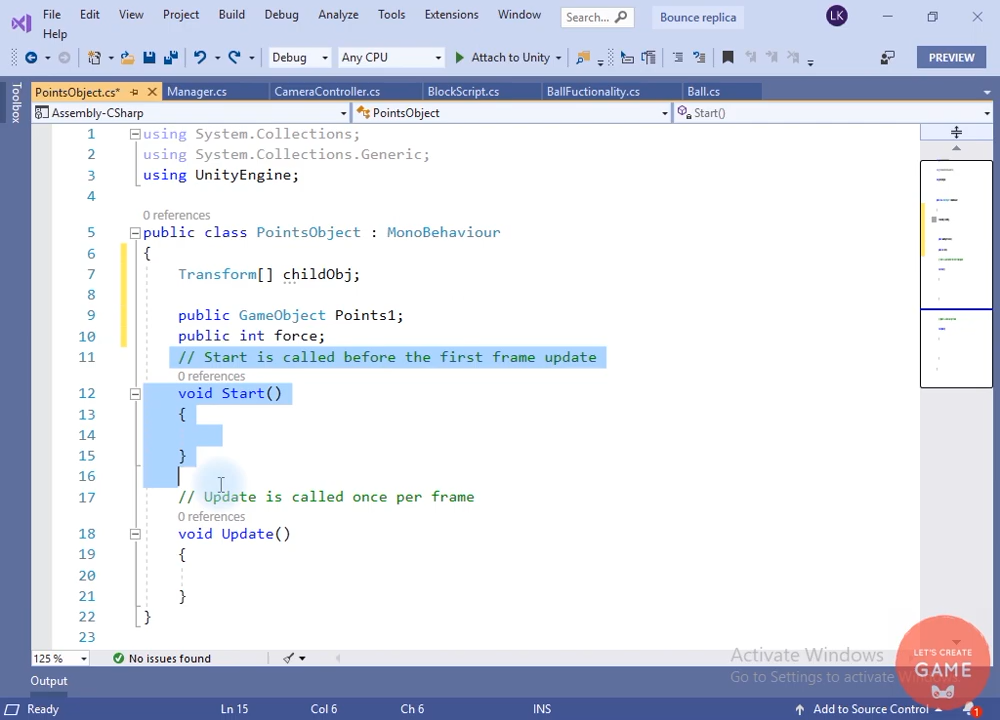 File Edit View Project Build Debug Analyze Tools Extensions Window Search... Bounce replica LK
Help
Debug Any CPU Attach to Unity PREVIEW
Toolbox
PointsObject.cs* Manager.cs CameraController.cs BlockScript.cs BallFuctionality.cs Ball.cs
Assembly-CSharp PointsObject Start()
1 using System.Collections;
2 using System.Collections.Generic;
3 using UnityEngine;
4
0 references
5 public class PointsObject : MonoBehaviour
6 {
7 Transform[] childObj;
8
9 public GameObject Points1;
10 public int force;
11 // Start is called before the first frame update
0 references
12 void Start()
13 {
14
15 }
16
17 // Update is called once per frame
0 references
18 void Update()
19 {
20
21 }
22 }
23
125 % No issues found
Activate Windows
Go to Settings to activate Windows.
LET'S CREATE
GAME
Output
Ready Ln 15 Col 6 Ch 6 INS Add to Source Control 1